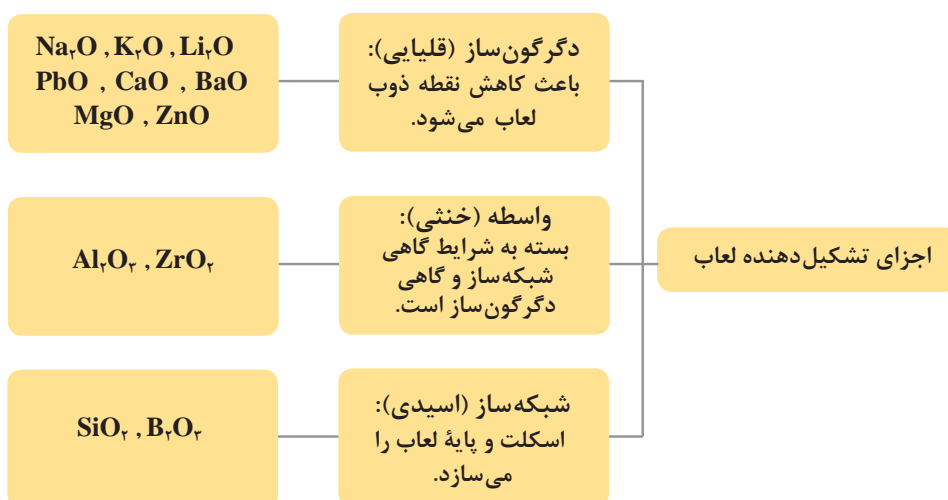 اجزای تشکیل‌دهنده لعاب
دگرگون‌ساز (قلیایی):
باعث کاهش نقطه ذوب
لعاب می‌شود.
Na₂O , K₂O , Li₂O
PbO , CaO , BaO
MgO , ZnO
واسطه (خنثی):
بسته به شرایط گاهی
شبکه‌ساز و گاهی
دگرگون‌ساز است.
Al₂O₃ , ZrO₂
شبکه‌ساز (اسیدی):
اسکلت و پایهٔ لعاب را
می‌سازد.
SiO₂ , B₂O₃